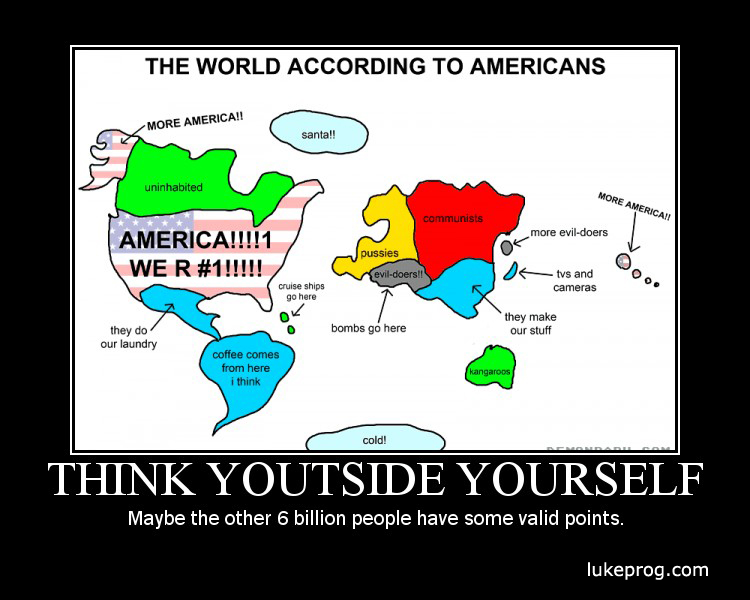 THE WORLD ACCORDING TO AMERICANS
MORE AMERICA!!
santa!!
uninhabited
AMERICA!!!!1
WE R #1!!!!!
cruise ships
go here
they do
our laundry
coffee comes
from here
i think
pussies
communists
evil-doers!!
bombs go here
more evil-doers
tvs and
cameras
they make
our stuff
MORE AMERICA!!
kangaroos
cold!
THINK YOUTSIDE YOURSELF
Maybe the other 6 billion people have some valid points.
lukeprog.com